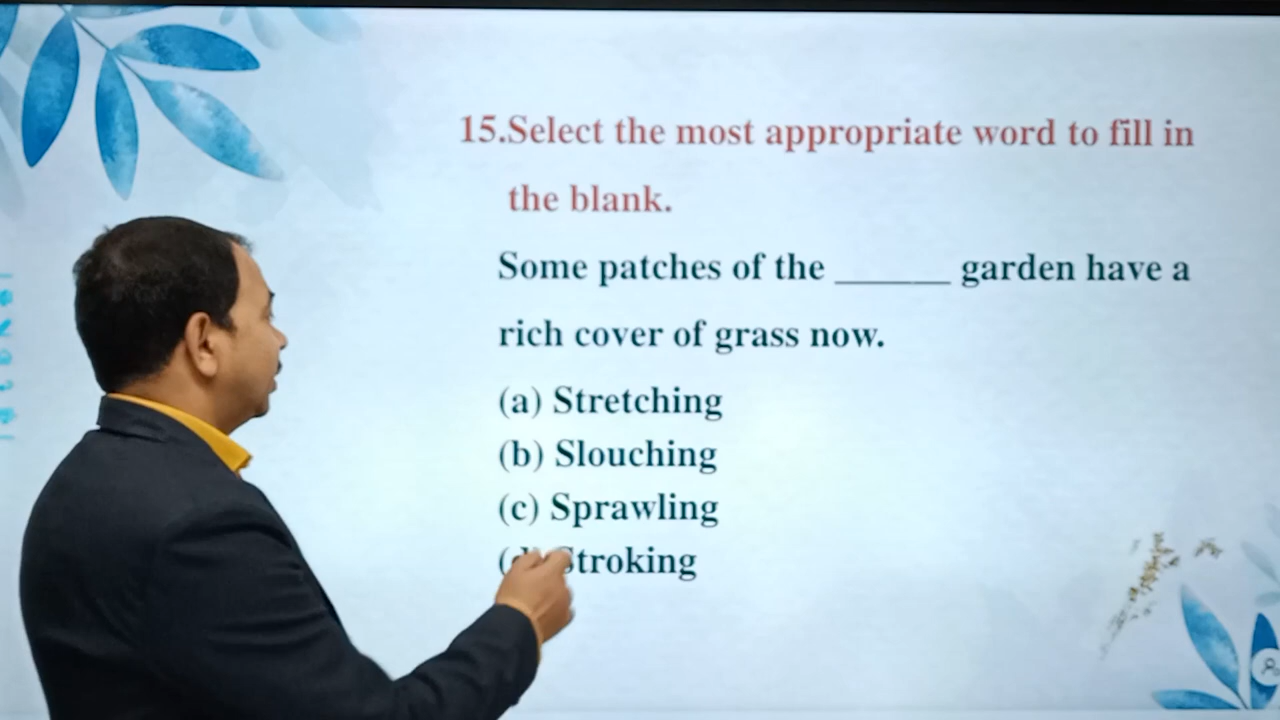 15.Select the most appropriate word to fill in
the blank.
Some patches of the ______ garden have a
rich cover of grass now.
(a) Stretching
(b) Slouching
(c) Sprawling
(d) Stroking